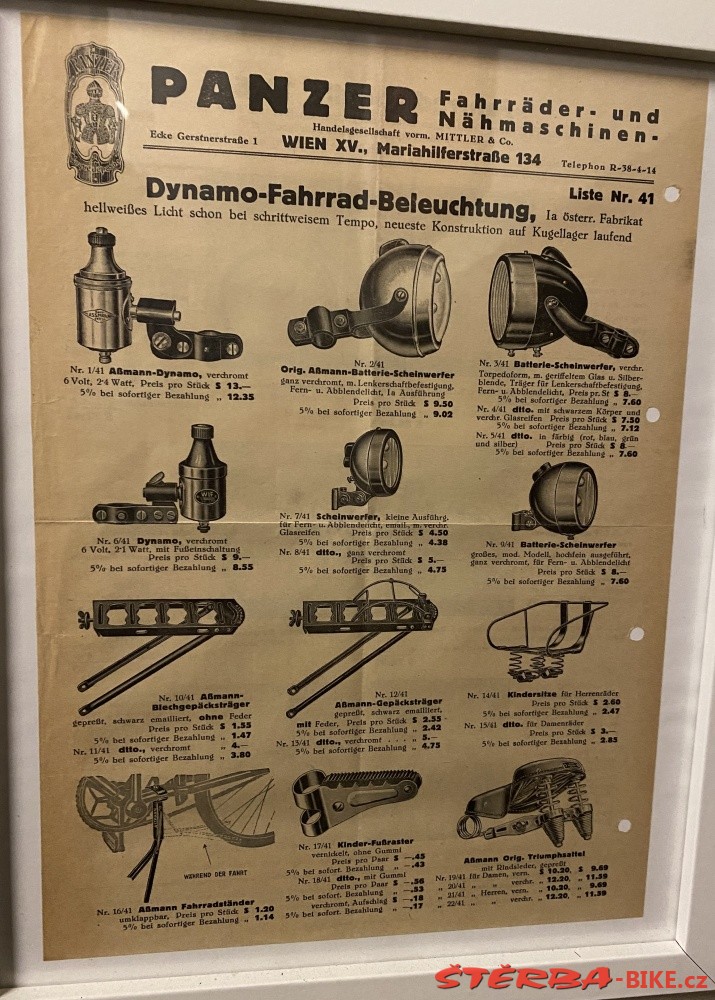 PANZER
PANZER Fahrräder- und
Nähmaschinen-
Handelsgesellschaft vorm. MITTLER & Co.
Ecke Gerstnerstraße 1 WIEN XV., Mariahilferstraße 134 Telephon R-38-4-14
Liste Nr. 41
Dynamo-Fahrrad-Beleuchtung, Ia österr. Fabrikat
hellweißes Licht schon bei schrittweisem Tempo, neueste Konstruktion auf Kugellager laufend
Nr. 1/41 Aßmann-Dynamo, verchromt
6 Volt, 2·4 Watt, Preis pro Stück S 13.—
5% bei sofortiger Bezahlung „ 12.35
Nr. 2/41
Orig. Aßmann-Batterie-Scheinwerfer
ganz verchromt, m. Lenkerschaftbefestigung,
Fern- u. Abblendelicht, Ia Ausführung
Preis pro Stück S 9.50
5% bei sofortiger Bezahlung „ 9.02
Nr. 3/41 Batterie-Scheinwerfer, verchr.
Torpedoform, m. geriffeltem Glas u. Silber-
blende, Träger für Lenkerschaftbefestigung,
Fern- u. Abblendelicht, Preis pr. St S 8.—
5% bei sofortiger Bezahlung „ 7.60
Nr. 4/41 dtto. mit schwarzem Körper und
verchr. Glasreifen Preis pro Stück S 7.50
5% bei sofortiger Bezahlung „ 7.12
Nr. 5/41 dtto. in färbig (rot, blau, grün
und silber) Preis pro Stück S 8.—
5% bei sofortiger Bezahlung „ 7.60
WIF
Nr. 6/41 Dynamo, verchromt
6 Volt, 2·1 Watt, mit Fußeinschaltung
Preis pro Stück S 9.—
5% bei sofortiger Bezahlung „ 8.55
Nr. 7/41 Scheinwerfer, kleine Ausführg.
für Fern- u. Abblendelicht, email., m. verchr.
Glasreifen Preis pro Stück S 4.50
5% bei sofortiger Bezahlung „ 4.38
Nr. 8/41 dtto., ganz verchromt
Preis pro Stück S 5.—
5% bei sofortiger Bezahlung „ 4.75
Nr. 9/41 Batterie-Scheinwerfer
großes, mod. Modell, hochfein ausgeführt,
ganz verchromt, für Fern- u. Abblendelicht
Preis pro Stück S 8.—
5% bei sofortiger Bezahlung „ 7.60
Nr. 10/41 Aßmann-
Blechgepäcksträger
gepreßt, schwarz emailliert, ohne Feder
Preis pro Stück S 1.55
5% bei sofortiger Bezahlung „ 1.47
Nr. 11/41 dtto., verchromt „ 4.—
5% bei sofortiger Bezahlung „ 3.80
Nr. 12/41
Aßmann-Gepäcksträger
gepreßt, schwarz emailliert,
mit Feder, Preis pro Stück S 2.55
5% bei sofortiger Bezahlung „ 2.42
Nr. 13/41 dtto., verchromt . . . „ 5.—
5% bei sofortiger Bezahlung „ 4.75
Nr. 14/41 Kindersitze für Herrenräder
Preis pro Stück S 2.60
5% bei sofortiger Bezahlung „ 2.47
Nr. 15/41 dtto. für Damenräder
Preis pro Stück S 3.—
5% bei sofortiger Bezahlung „ 2.85
WÄHREND DER FAHRT
Nr. 16/41 Aßmann Fahrradständer
umklappbar, Preis pro Stück S 1.20
5% bei sofortiger Bezahlung „ 1.14
Nr. 17/41 Kinder-Fußraster
vernickelt, ohne Gummi
Preis pro Paar S —.45
5% bei sofort. Bezahlung „ —.43
Nr. 18/41 dtto., mit Gummi
Preis pro Paar S —.56
5% bei sofort. Bezahlung „ —.53
verchromt, Aufschlag S —.18
5% bei sofort. Bezahlung „ —.17
Aßmann Orig. Triumphsattel
mit Rindsleder, gepreßt
Nr. 19/41 für Damen, vern. S 10.20, S 9.69
„ 20/41 „ „ verchr. „ 12.20, „ 11.59
„ 21/41 „ Herren, vern. „ 10.20, „ 9.69
„ 22/41 „ „ verchr. „ 12.20, „ 11.59
ŠTĚRBA-BIKE.cz